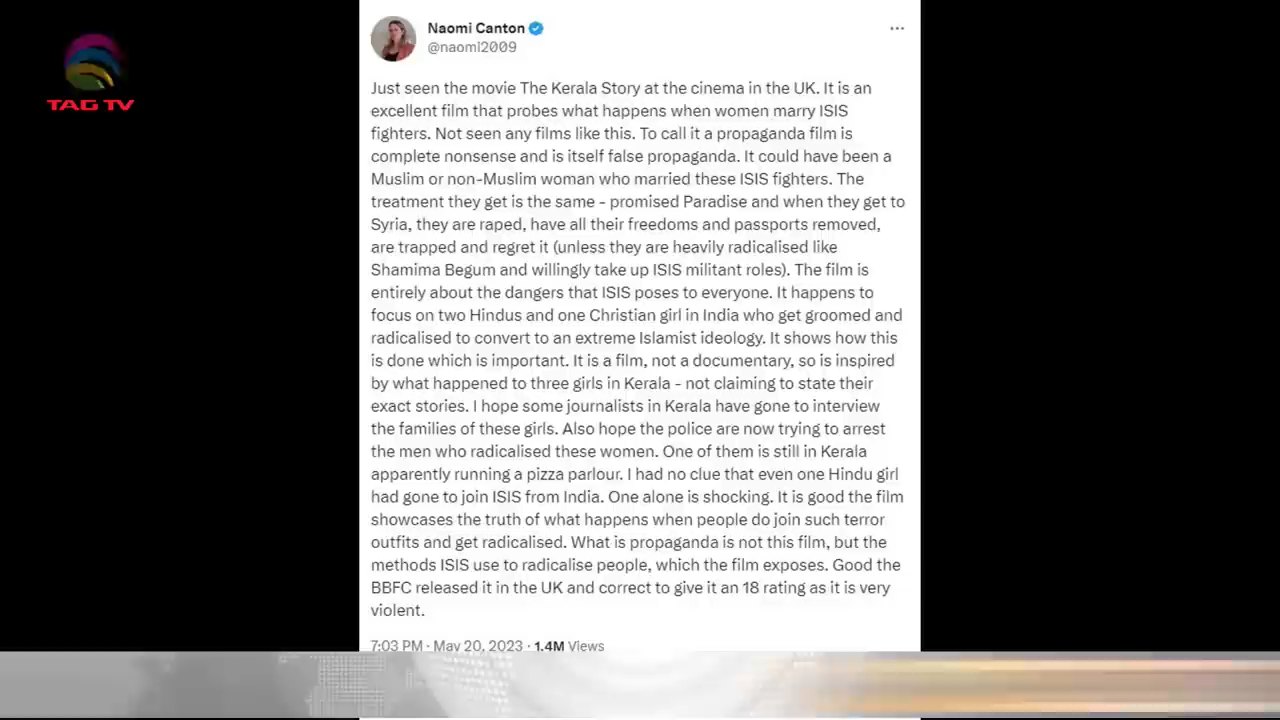 TAG TV
Naomi Canton
@naomi2009
Just seen the movie The Kerala Story at the cinema in the UK. It is an
excellent film that probes what happens when women marry ISIS
fighters. Not seen any films like this. To call it a propaganda film is
complete nonsense and is itself false propaganda. It could have been a
Muslim or non-Muslim woman who married these ISIS fighters. The
treatment they get is the same - promised Paradise and when they get to
Syria, they are raped, have all their freedoms and passports removed,
are trapped and regret it (unless they are heavily radicalised like
Shamima Begum and willingly take up ISIS militant roles). The film is
entirely about the dangers that ISIS poses to everyone. It happens to
focus on two Hindus and one Christian girl in India who get groomed and
radicalised to convert to an extreme Islamist ideology. It shows how this
is done which is important. It is a film, not a documentary, so is inspired
by what happened to three girls in Kerala - not claiming to state their
exact stories. I hope some journalists in Kerala have gone to interview
the families of these girls. Also hope the police are now trying to arrest
the men who radicalised these women. One of them is still in Kerala
apparently running a pizza parlour. I had no clue that even one Hindu girl
had gone to join ISIS from India. One alone is shocking. It is good the film
showcases the truth of what happens when people do join such terror
outfits and get radicalised. What is propaganda is not this film, but the
methods ISIS use to radicalise people, which the film exposes. Good the
BBFC released it in the UK and correct to give it an 18 rating as it is very
violent.
7:03 PM · May 20, 2023 · 1.4M Views